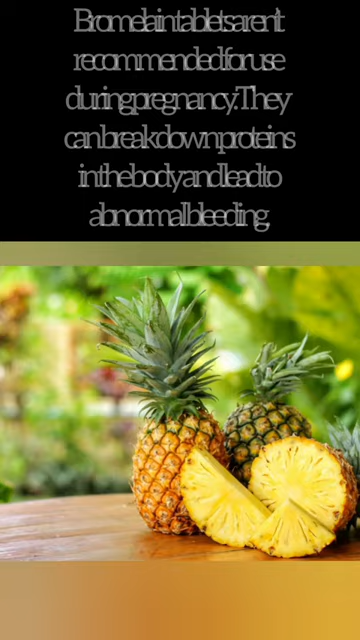 Bromelain tablets aren't
recommended for use
during pregnancy. They
can break down proteins
in the body and lead to
abnormal bleeding.